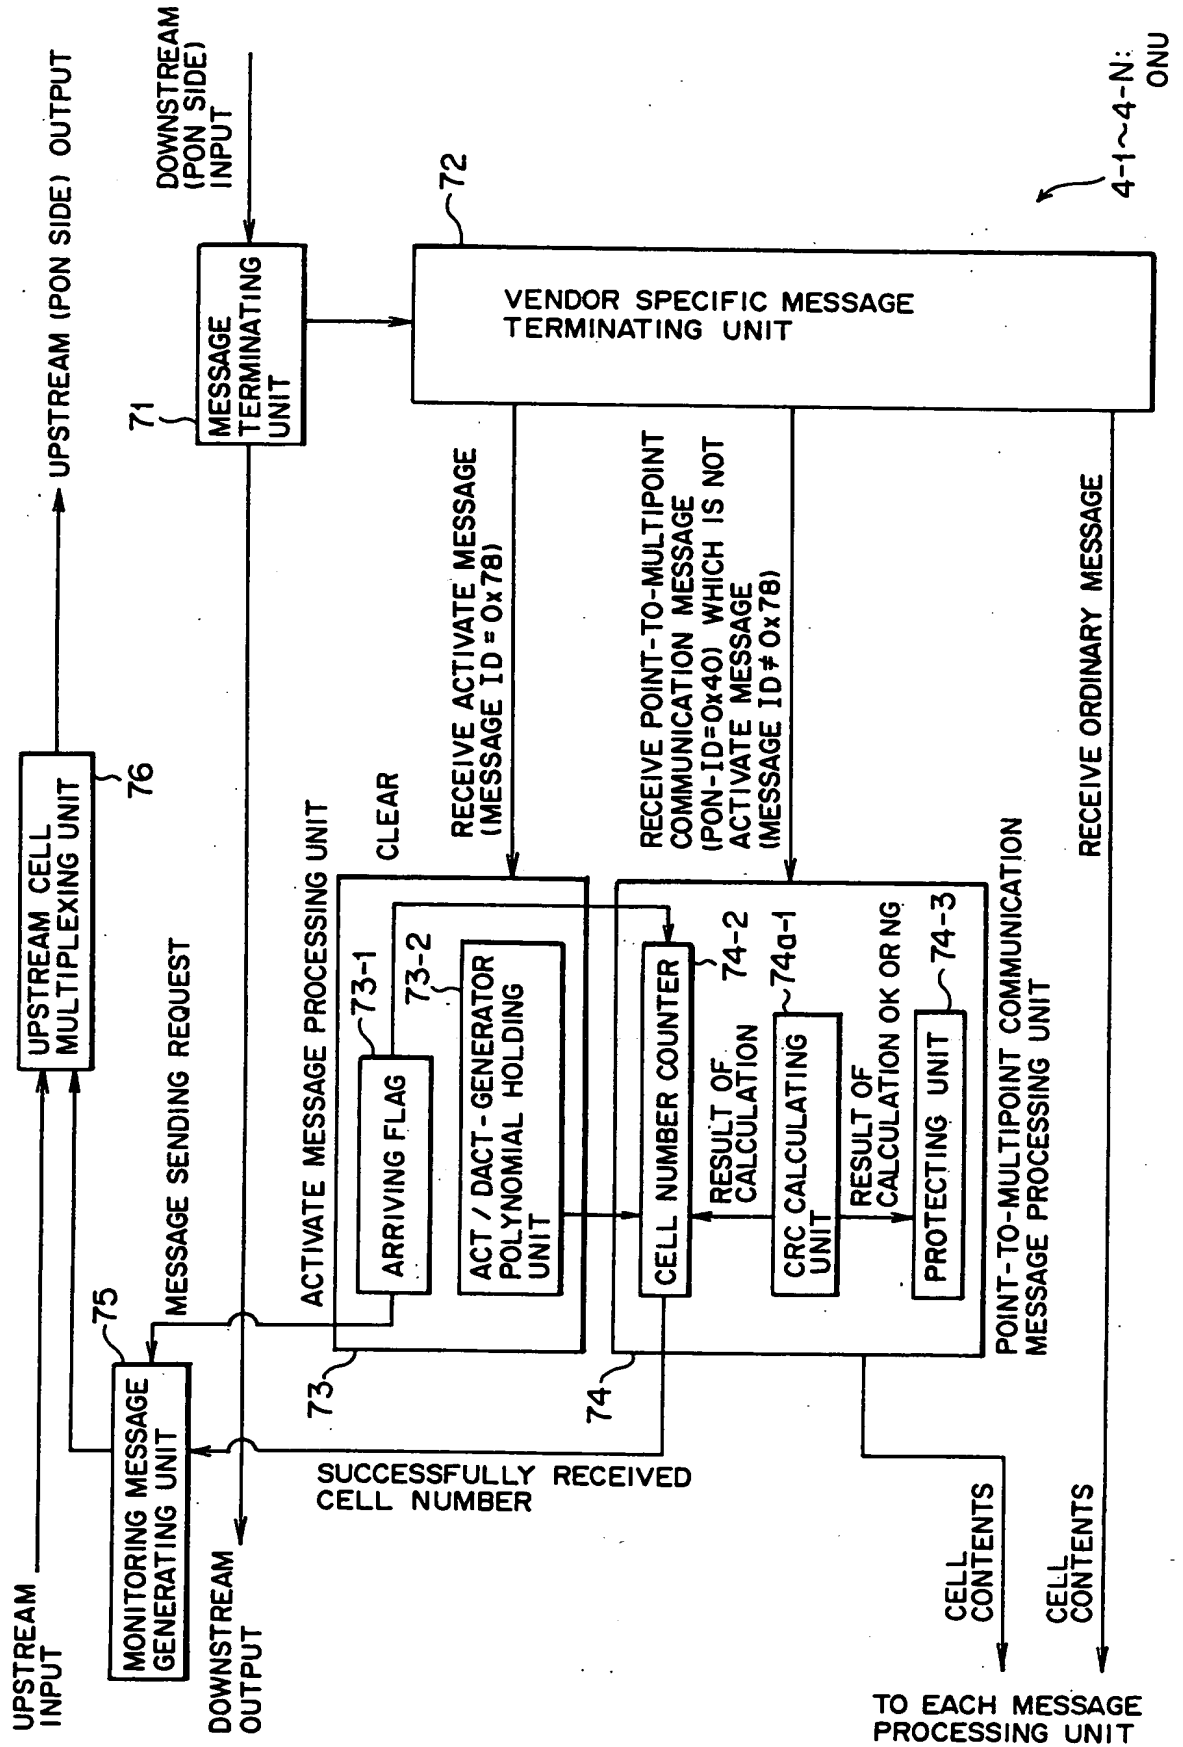 UPSTREAM
INPUT
UPSTREAM CELL
MULTIPLEXING UNIT
76
UPSTREAM (PON SIDE) OUTPUT
MONITORING MESSAGE
GENERATING UNIT
75
MESSAGE SENDING REQUEST
71
MESSAGE
TERMINATING
UNIT
DOWNSTREAM
(PON SIDE)
INPUT
DOWNSTREAM
OUTPUT
SUCCESSFULLY RECEIVED
CELL NUMBER
73
ACTIVATE MESSAGE PROCESSING UNIT
ARRIVING FLAG
73-1
73-2
ACT / DACT-GENERATOR
POLYNOMIAL HOLDING
UNIT
CLEAR
RECEIVE ACTIVATE MESSAGE
(MESSAGE ID = 0x78)
72
VENDOR SPECIFIC MESSAGE
TERMINATING UNIT
74
CELL NUMBER COUNTER
74-2
RESULT OF
CALCULATION
CRC CALCULATING
UNIT
74a-1
RESULT OF
CALCULATION OK OR NG
PROTECTING UNIT
74-3
POINT-TO-MULTIPOINT COMMUNICATION
MESSAGE PROCESSING UNIT
RECEIVE POINT-TO-MULTIPOINT
COMMUNICATION MESSAGE
(PON-ID=0x40) WHICH IS NOT
ACTIVATE MESSAGE
(MESSAGE ID≠0x78)
RECEIVE ORDINARY MESSAGE
CELL
CONTENTS
CELL
CONTENTS
TO EACH MESSAGE
PROCESSING UNIT
4-1~4-N:
ONU